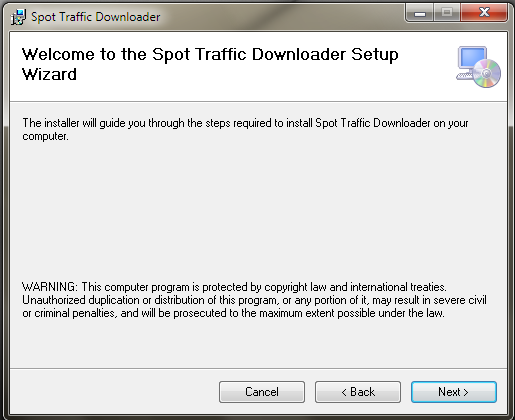 Spot Traffic Downloader
Welcome to the Spot Traffic Downloader Setup
Wizard
The installer will guide you through the steps required to install Spot Traffic Downloader on your
computer.
WARNING: This computer program is protected by copyright law and international treaties.
Unauthorized duplication or distribution of this program, or any portion of it, may result in severe civil
or criminal penalties, and will be prosecuted to the maximum extent possible under the law.
Cancel
< Back
Next >